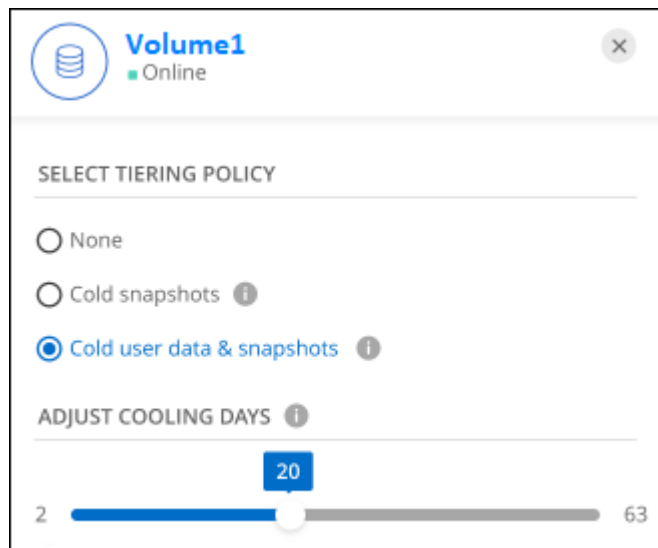 Volume1
Online
SELECT TIERING POLICY
None
Cold snapshots
Cold user data & snapshots
ADJUST COOLING DAYS
20
2 63